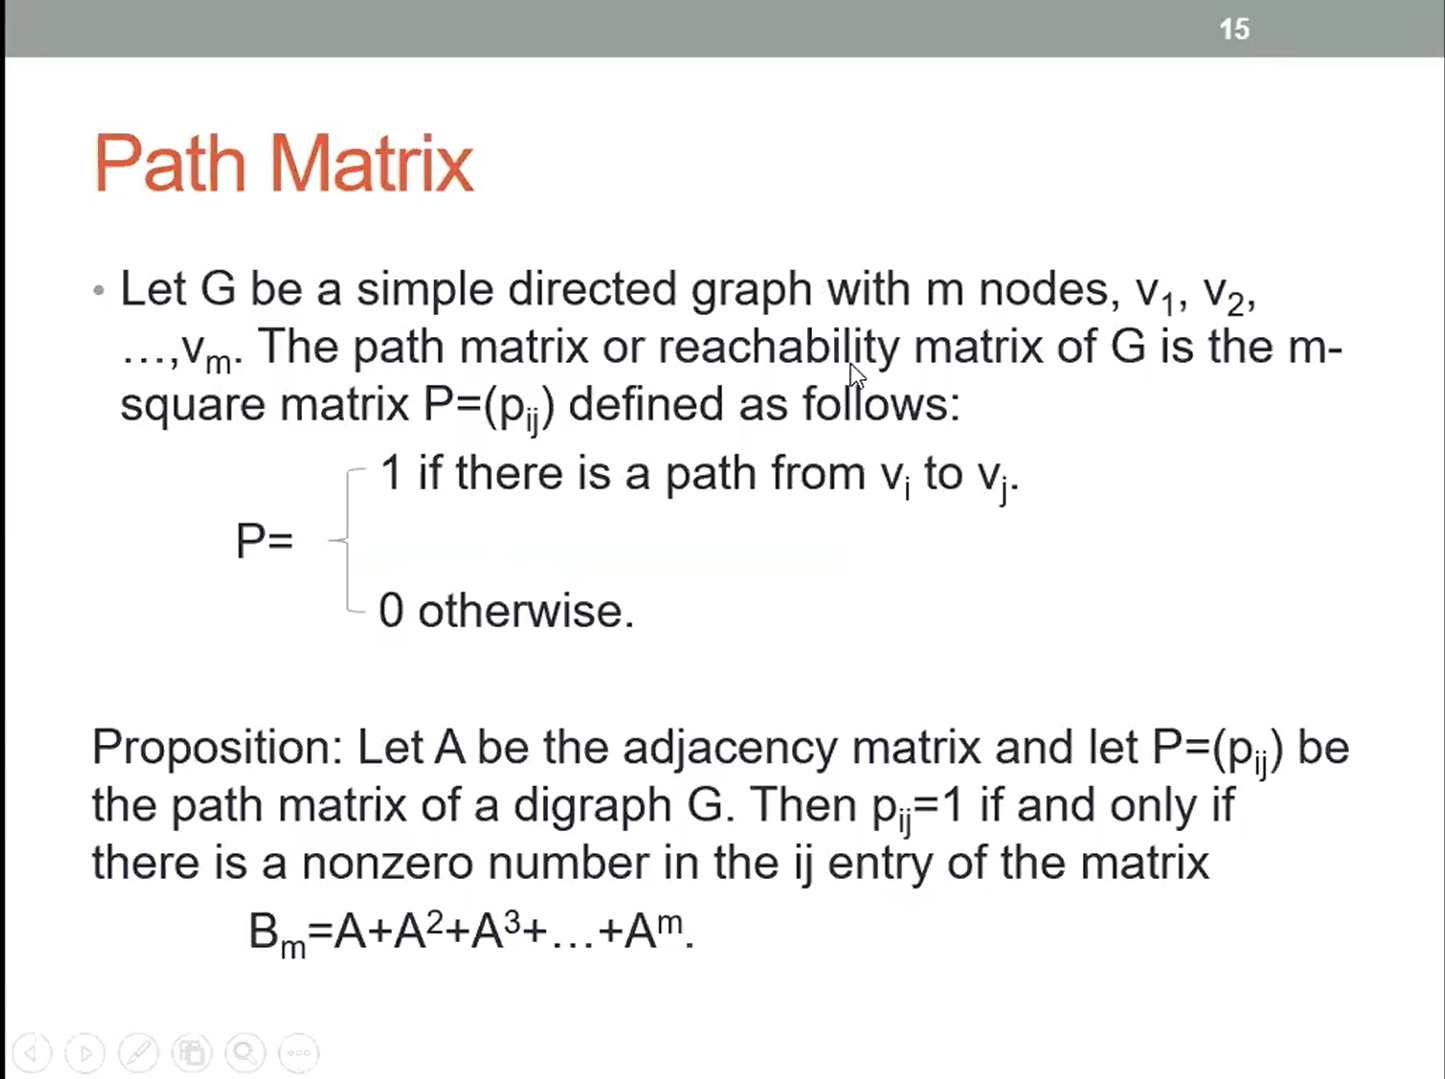 15
Path Matrix
• Let G be a simple directed graph with m nodes, v₁, v₂,
…,vₘ. The path matrix or reachability matrix of G is the m-
square matrix P=(pᵢⱼ) defined as follows:
1 if there is a path from vᵢ to vⱼ.
P=
0 otherwise.
Proposition: Let A be the adjacency matrix and let P=(pᵢⱼ) be
the path matrix of a digraph G. Then pᵢⱼ=1 if and only if
there is a nonzero number in the ij entry of the matrix
Bₘ=A+A²+A³+…+Aᵐ.